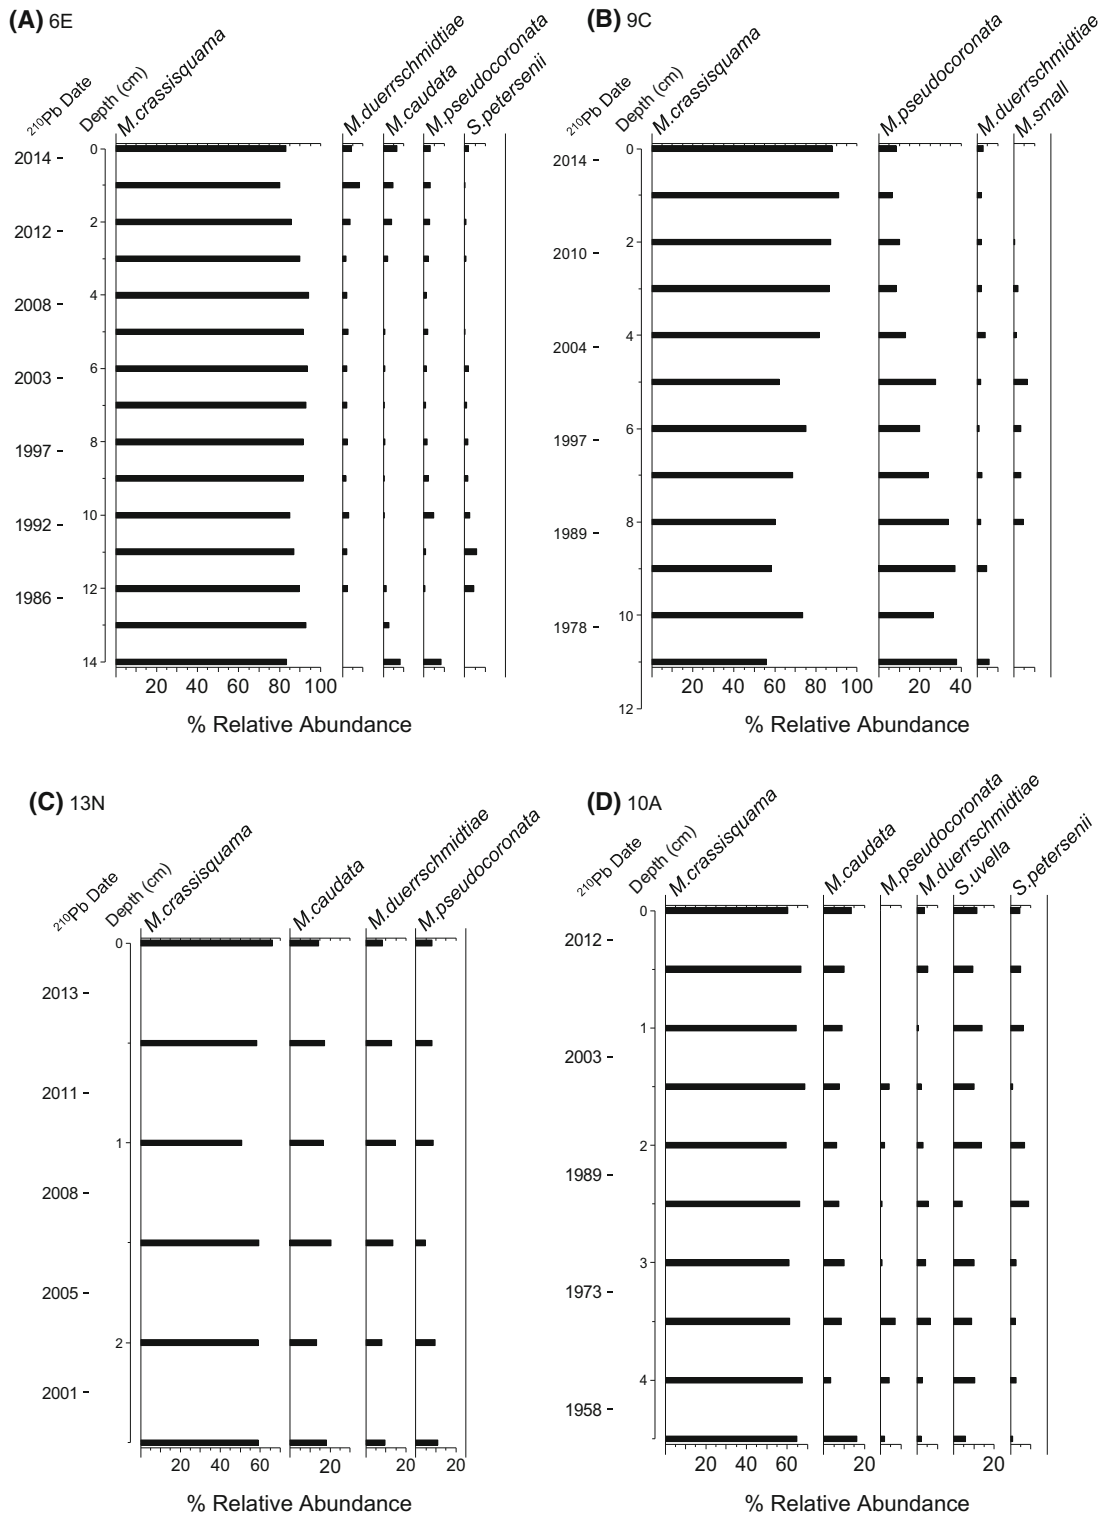 (A) 6E
210Pb Date
Depth (cm)
M.crassisquama
M.duerrschmidtiae
M.caudata
M.pseudocoronata
S.petersenii
2014
2012
2008
2003
1997
1992
1986
0
2
4
6
8
10
12
14
20 40 60 80 100
% Relative Abundance
(B) 9C
210Pb Date
Depth (cm)
M.crassisquama
M.pseudocoronata
M.duerrschmidtiae
M.small
2014
2010
2004
1997
1989
1978
0
2
4
6
8
10
12
20 40 60 80 100 20 40
% Relative Abundance
(C) 13N
210Pb Date
Depth (cm)
M.crassisquama
M.caudata
M.duerrschmidtiae
M.pseudocoronata
2013
2011
2008
2005
2001
0
1
2
20 40 60 20 20 20
% Relative Abundance
(D) 10A
210Pb Date
Depth (cm)
M.crassisquama
M.caudata
M.pseudocoronata
M.duerrschmidtiae
S.uvella
S.petersenii
2012
2003
1989
1973
1958
0
1
2
3
4
20 40 60 20 20
% Relative Abundance